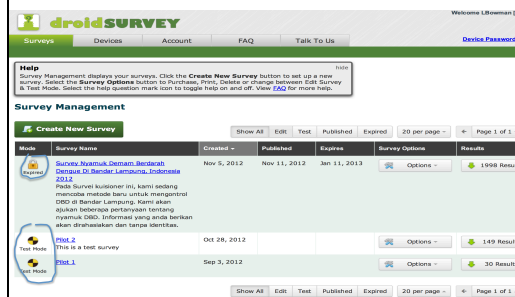 Welcome LBowman |
droidSURVEY
Surveys Devices Account FAQ Talk To Us
Device Password
Help hide
Survey Management displays your surveys. Click the Create New Survey button to set up a new
survey. Select the Survey Options button to Purchase, Print, Delete or change between Edit Survey
& Test Mode. Select the help question mark icon to toggle help on and off. View FAQ for more help.
Survey Management
Create New Survey
Show All Edit Test Published Expired 20 per page Page 1 of 1
Mode Survey Name Created Published Expires Survey Options Results
Expired Survey Nyamuk Demam Berdarah Nov 5, 2012 Nov 11, 2012 Jan 11, 2013 Options 1998 Resu
Dengue Di Bandar Lampung, Indonesia
2012
Pada Survei kuisioner ini, kami sedang
mencoba metode baru untuk mengontrol
DBD di Bandar Lampung. Kami akan
ajukan beberapa pertanyaan tentang
nyamuk DBD. Informasi yang anda berikan
akan dirahasiakan dan tanpa identitas.
Test Mode Pilot 2 Oct 28, 2012 Options 149 Result
This is a test survey
Test Mode Pilot 1 Sep 3, 2012 Options 30 Result
Show All Edit Test Published Expired 20 per page Page 1 of 1